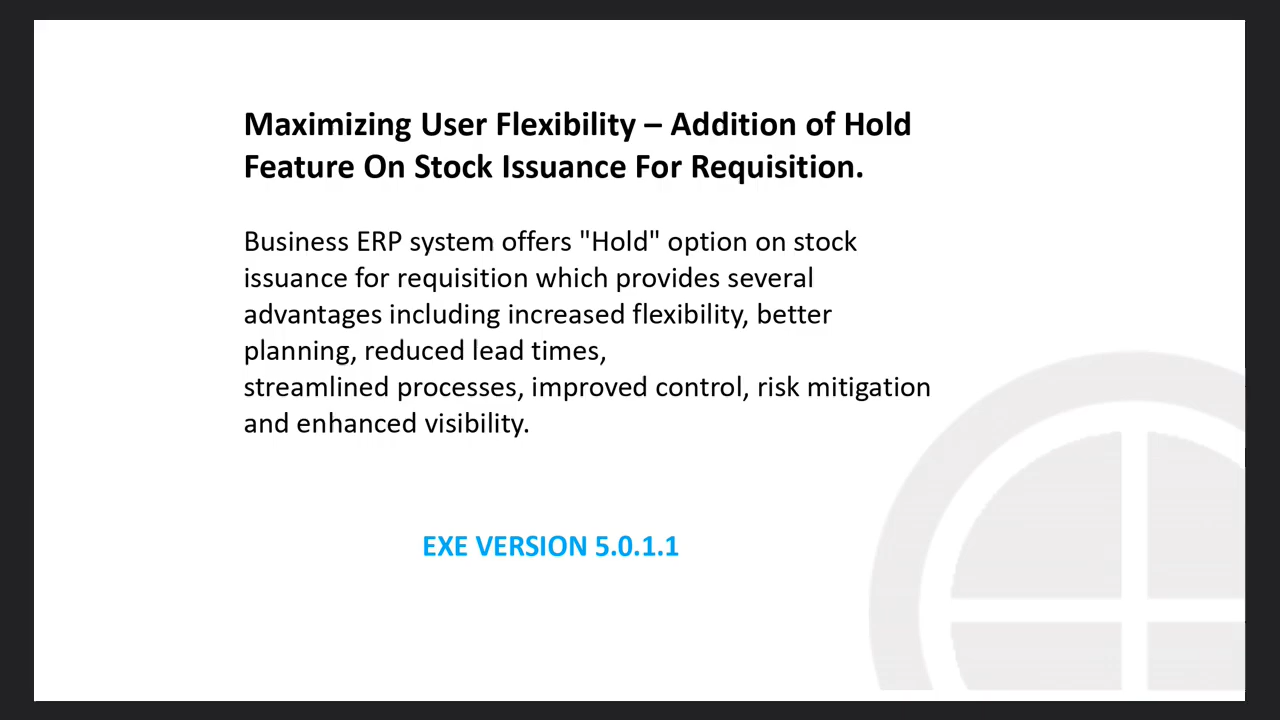 Maximizing User Flexibility – Addition of Hold
Feature On Stock Issuance For Requisition.
Business ERP system offers "Hold" option on stock
issuance for requisition which provides several
advantages including increased flexibility, better
planning, reduced lead times,
streamlined processes, improved control, risk mitigation
and enhanced visibility.
EXE VERSION 5.0.1.1